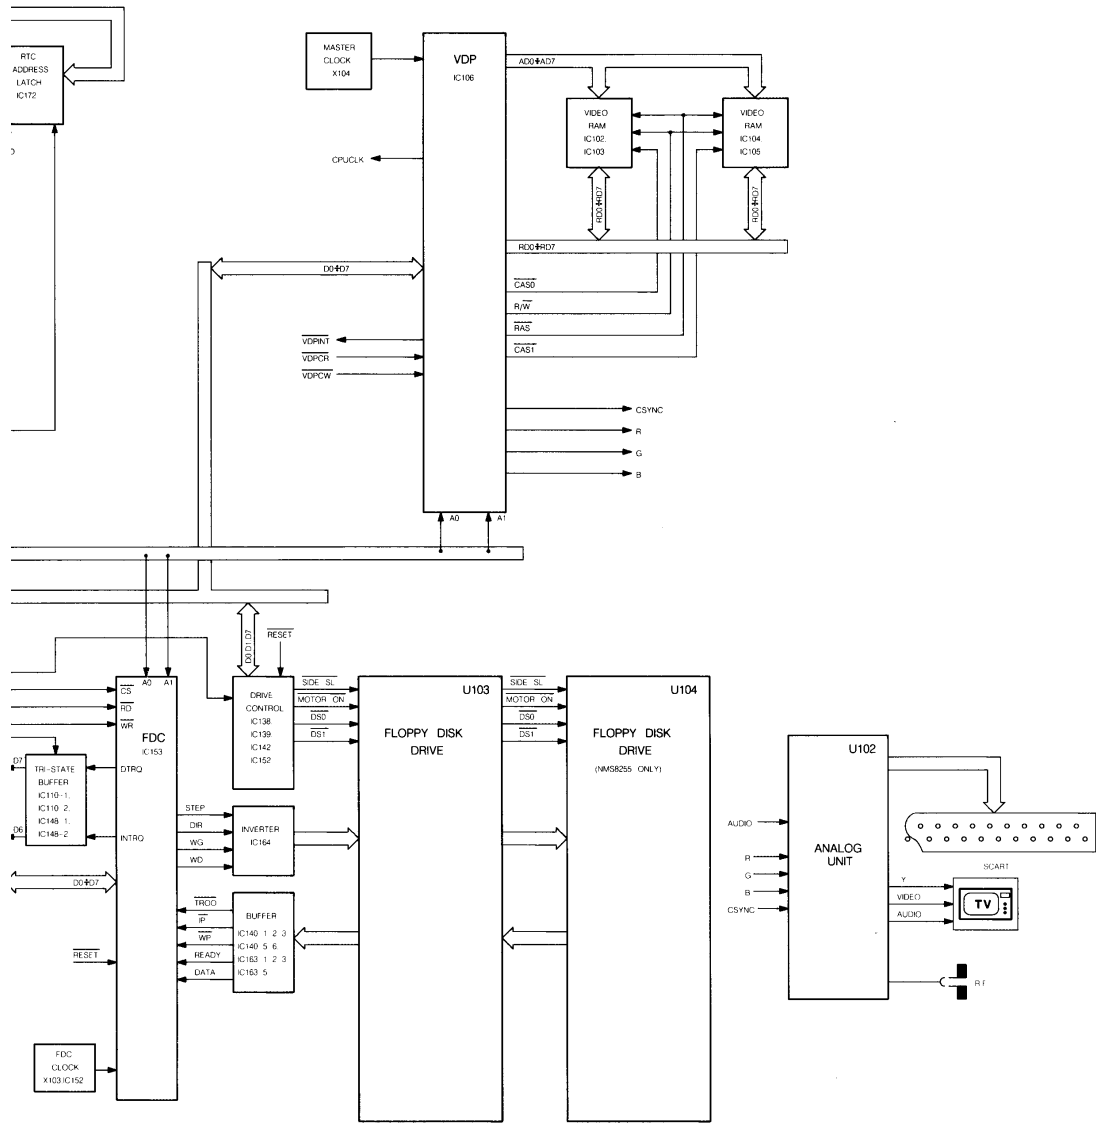 RTC
ADDRESS
LATCH
IC172
MASTER
CLOCK
X104
VDP
IC106
AD0÷AD7
VIDEO
RAM
IC102.
IC103
VIDEO
RAM
IC104
IC105
CPUCLK
RD0÷RD7
RD0÷RD7
RD0÷RD7
D0÷D7
CAS0
R/W
RAS
CAS1
VDPINT
VDPCR
VDPCW
CSYNC
R
G
B
A0 A1
D0 D1 D7
RESET
A0 A1
CS
RD
WR
FDC
IC153
DTRQ
INTRQ
D7
D6
TRI-STATE
BUFFER
IC110-1.
IC110 2.
IC148 1.
IC148-2
D0÷D7
RESET
FDC
CLOCK
X103.IC152
DRIVE
CONTROL
IC138
IC139
IC142
IC152
SIDE SL
MOTOR ON
DS0
DS1
STEP
DIR
WG
WD
INVERTER
IC164
TROO
IP
WP
READY
DATA
BUFFER
IC140 1 2 3
IC140 5 6
IC163 1 2 3
IC163 5
U103
FLOPPY DISK
DRIVE
SIDE SL
MOTOR ON
DS0
DS1
U104
FLOPPY DISK
DRIVE
(NMS8255 ONLY)
U102
ANALOG
UNIT
AUDIO
R
G
B
CSYNC
SCART
Y
VIDEO
AUDIO
TV
RF